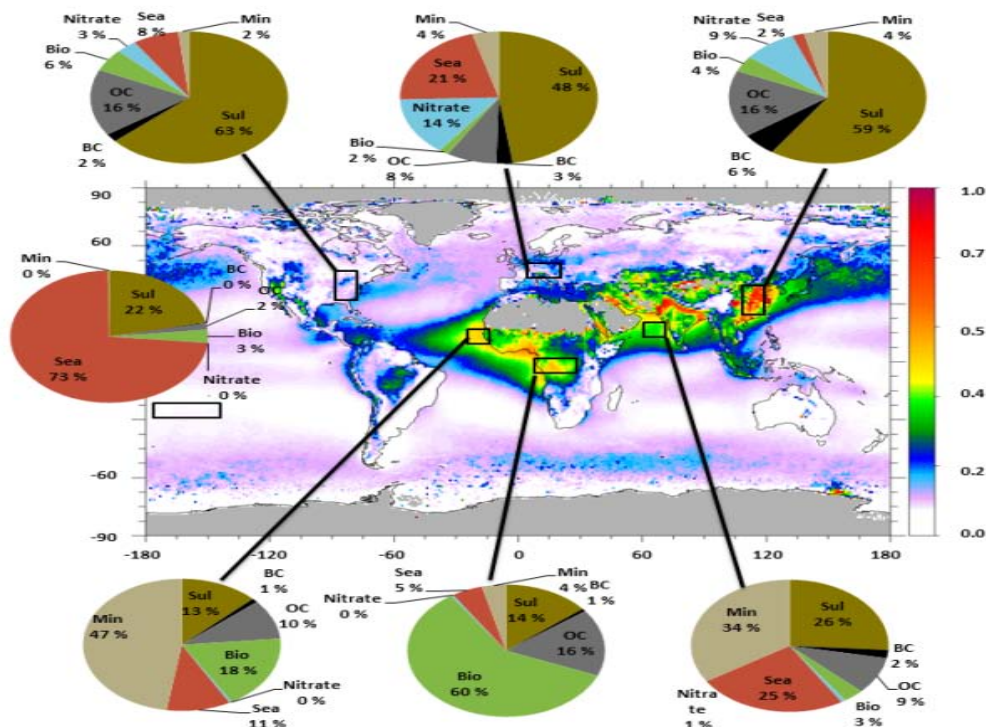 Nitrate
3 %
Sea
8 %
Min
2 %
Bio
6 %
OC
16 %
Sul
63 %
BC
2 %
Min
4 %
Sea
21 %
Sul
48 %
Nitrate
14 %
Bio
2 %
OC
8 %
BC
3 %
Nitrate
9 %
Sea
2 %
Min
4 %
Bio
4 %
OC
16 %
Sul
59 %
BC
6 %
Min
0 %
Sul
22 %
BC
0 %
OC
2 %
Bio
3 %
Sea
73 %
Nitrate
0 %
90
60
0
-60
-90
-180
-60
0
60
120
180
1.0
0.7
0.5
0.4
0.2
0.0
Min
47 %
Sul
13 %
BC
1 %
OC
10 %
Bio
18 %
Nitrate
0 %
Sea
11 %
Sea
5 %
Nitrate
0 %
Min
4 %
BC
1 %
Sul
14 %
OC
16 %
Bio
60 %
Min
34 %
Sul
26 %
BC
2 %
OC
9 %
Bio
3 %
Sea
25 %
Nitra
te
1 %